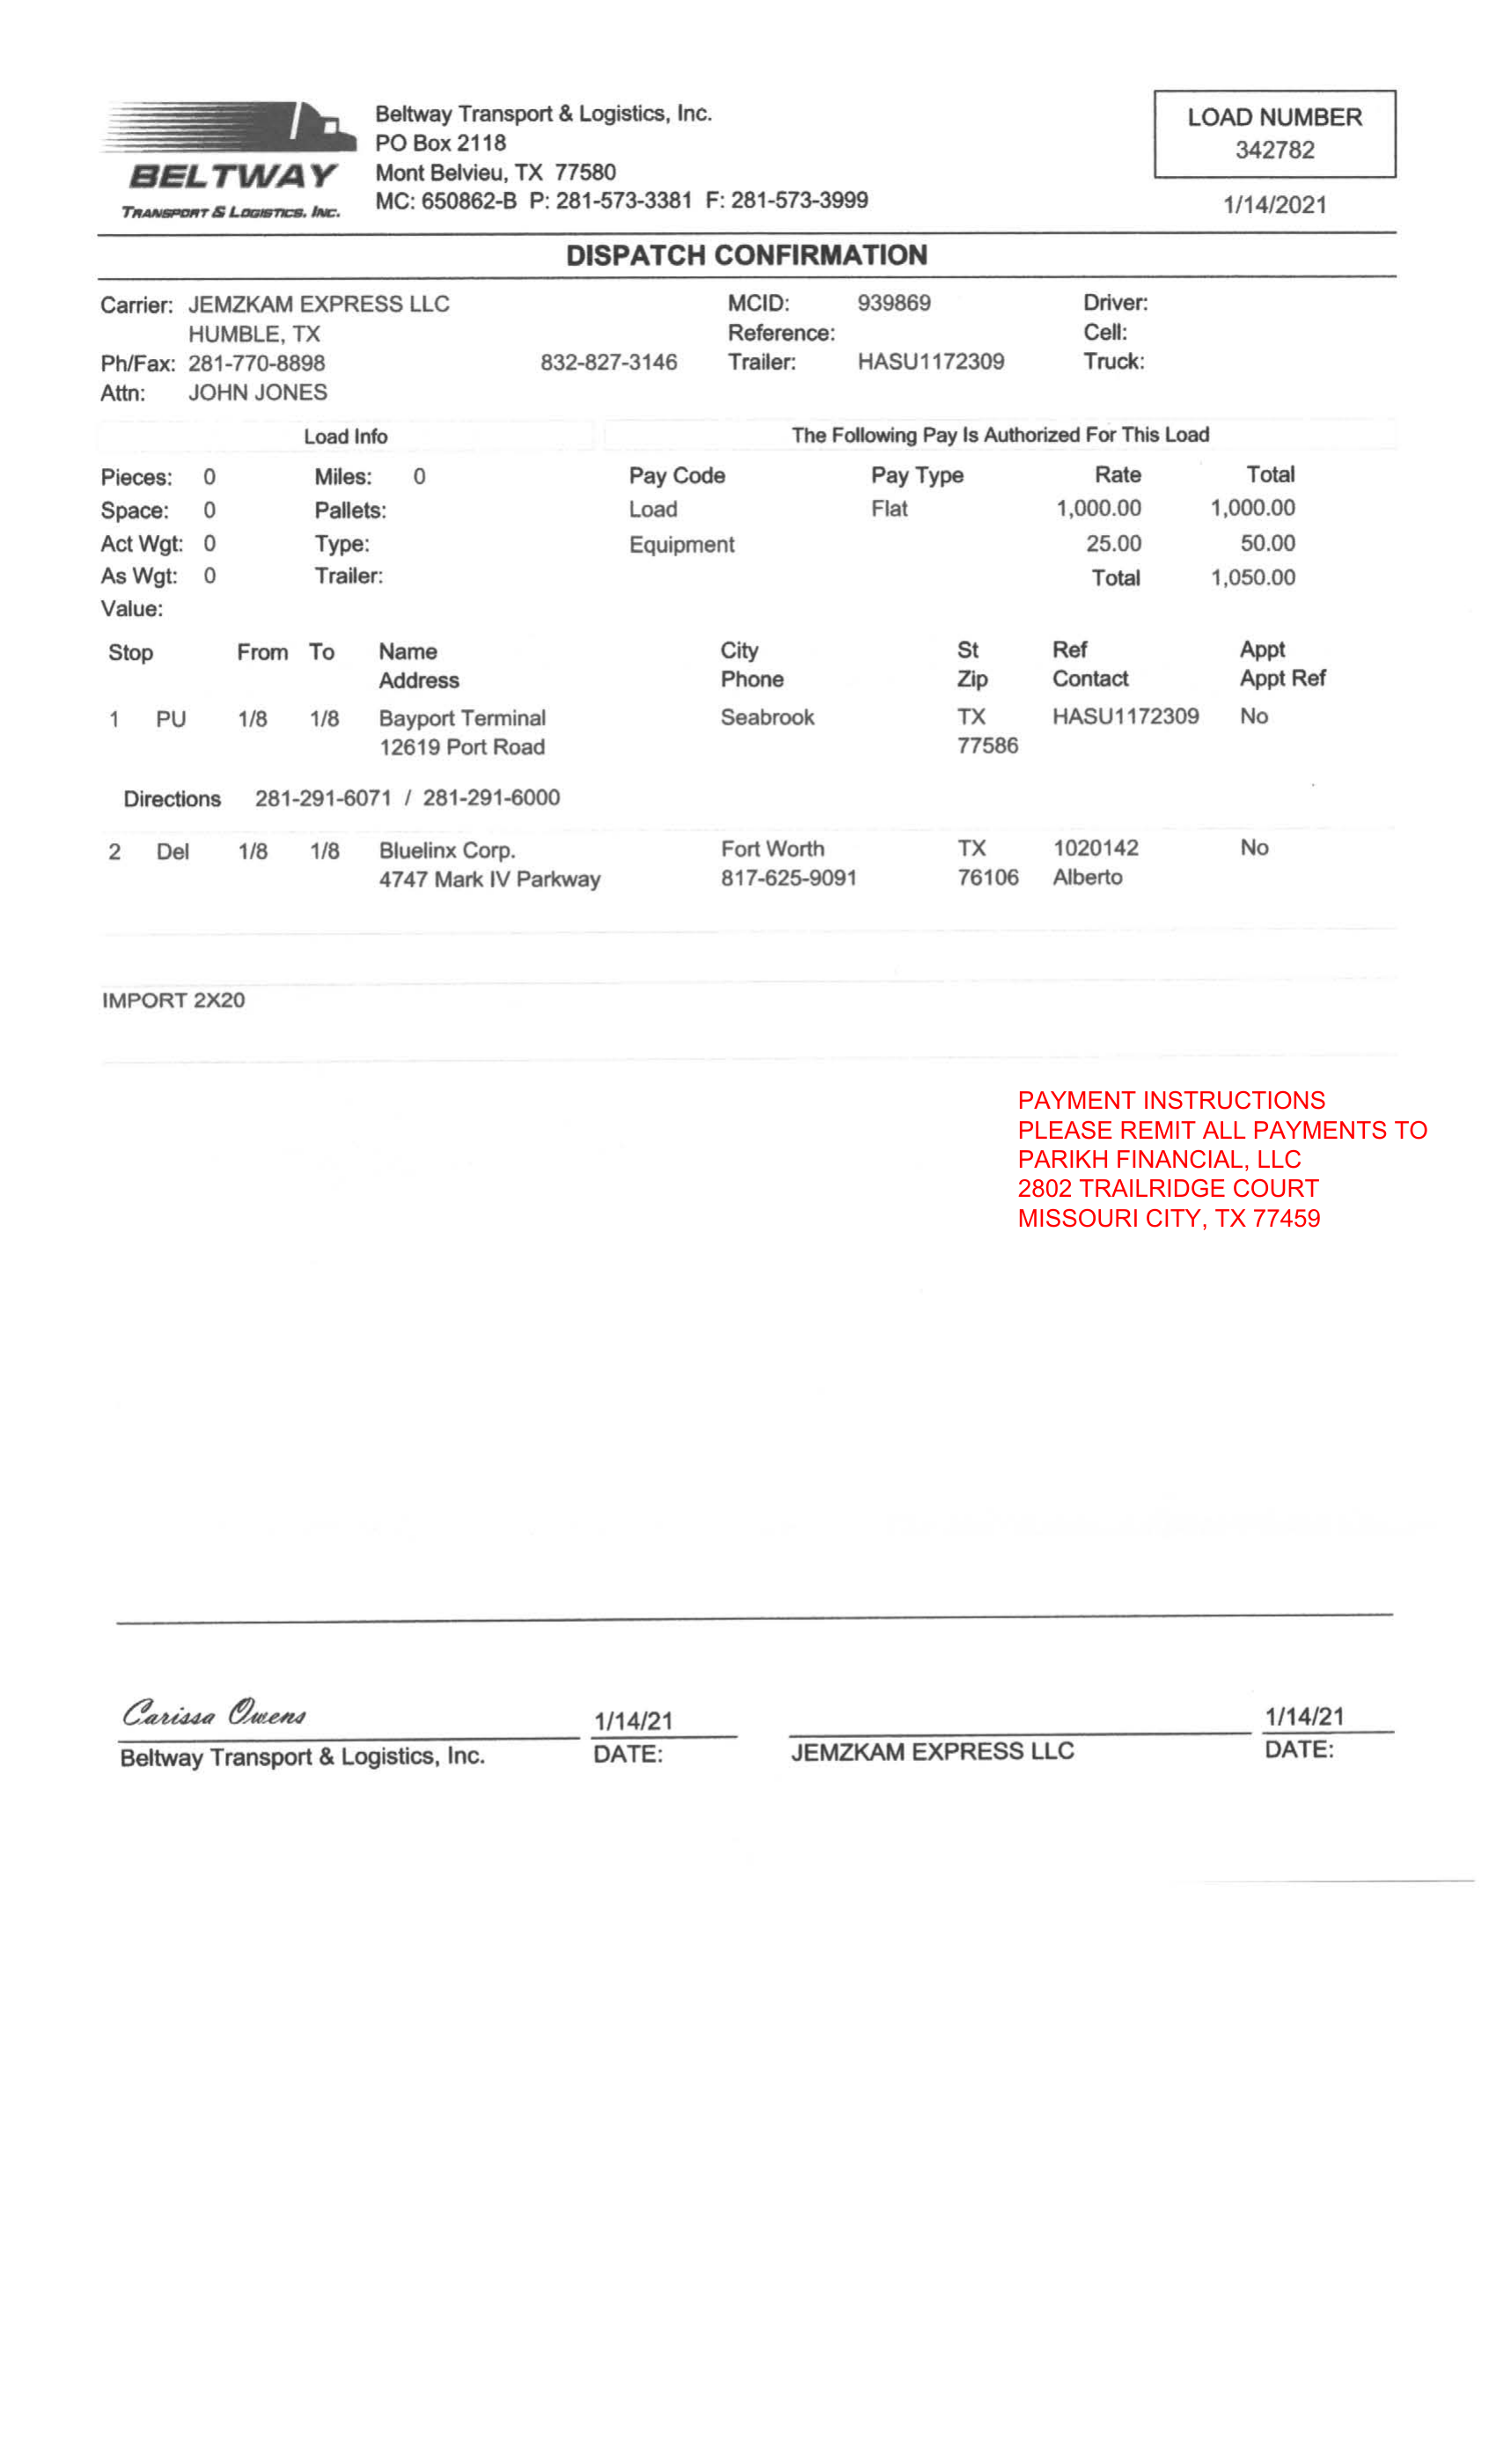 BELTWAY
TRANSPORT & LOGISTICS, INC.
Beltway Transport & Logistics, Inc.
PO Box 2118
Mont Belvieu, TX 77580
MC: 650862-B P: 281-573-3381 F: 281-573-3999
LOAD NUMBER
342782
1/14/2021
DISPATCH CONFIRMATION
Carrier: JEMZKAM EXPRESS LLC MCID: 939869 Driver:
HUMBLE, TX Reference: Cell:
Ph/Fax: 281-770-8898 832-827-3146 Trailer: HASU1172309 Truck:
Attn: JOHN JONES
Load Info The Following Pay Is Authorized For This Load
Pieces: 0 Miles: 0 Pay Code Pay Type Rate Total
Space: 0 Pallets: Load Flat 1,000.00 1,000.00
Act Wgt: 0 Type: Equipment 25.00 50.00
As Wgt: 0 Trailer: Total 1,050.00
Value:
Stop From To Name City St Ref Appt
Address Phone Zip Contact Appt Ref
1 PU 1/8 1/8 Bayport Terminal Seabrook TX HASU1172309 No
12619 Port Road 77586
Directions 281-291-6071 / 281-291-6000
2 Del 1/8 1/8 Bluelinx Corp. Fort Worth TX 1020142 No
4747 Mark IV Parkway 817-625-9091 76106 Alberto
IMPORT 2X20
PAYMENT INSTRUCTIONS
PLEASE REMIT ALL PAYMENTS TO
PARIKH FINANCIAL, LLC
2802 TRAILRIDGE COURT
MISSOURI CITY, TX 77459
Carissa Owens 1/14/21 1/14/21
Beltway Transport & Logistics, Inc. DATE: JEMZKAM EXPRESS LLC DATE: